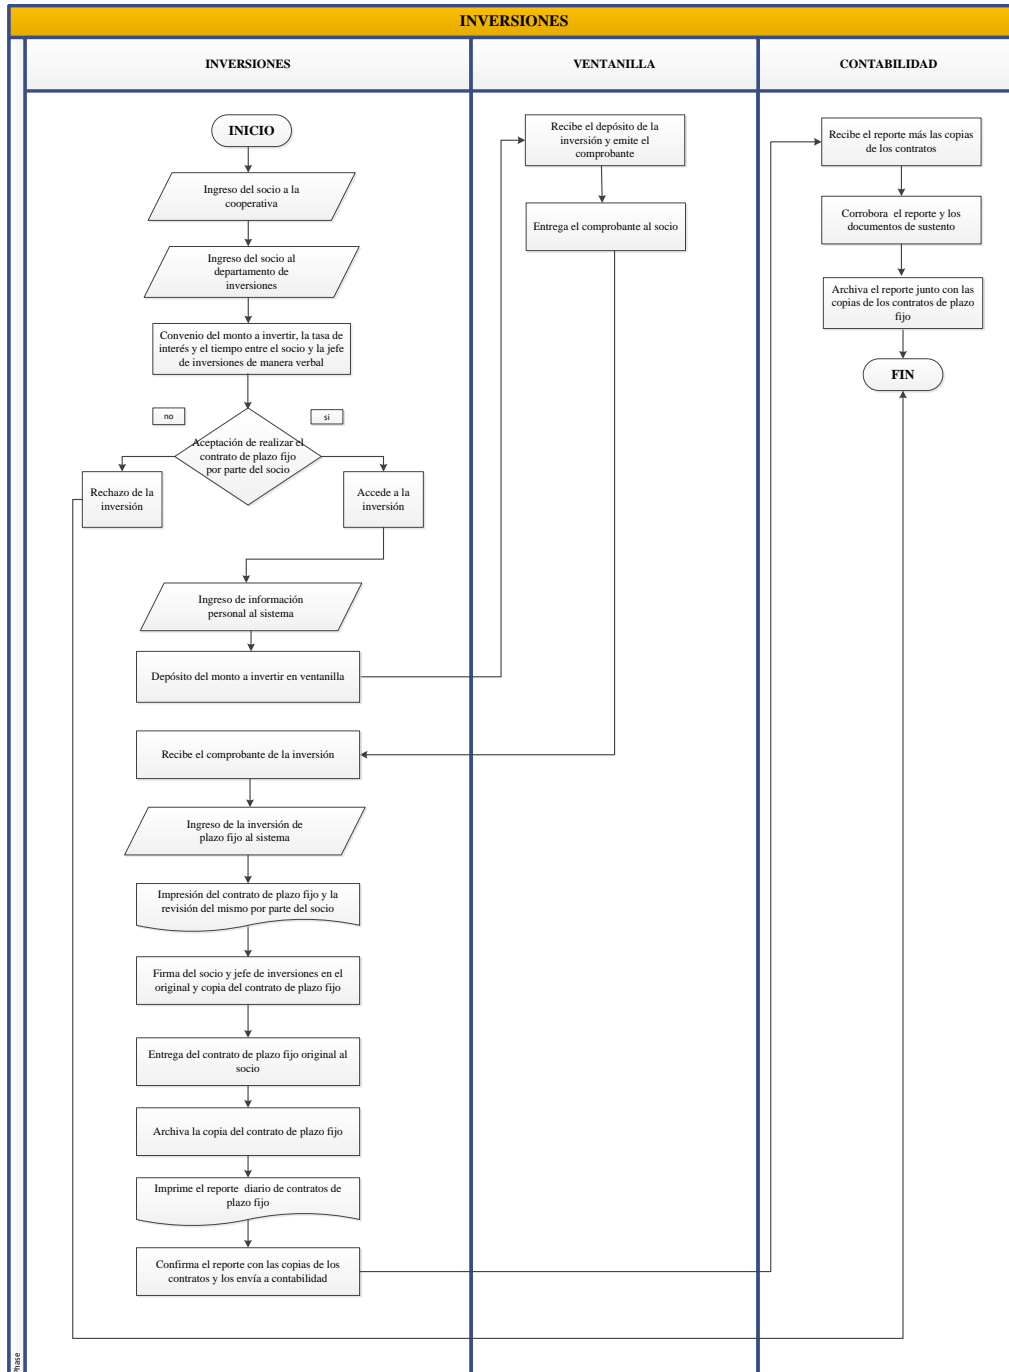 INVERSIONES
INVERSIONES
VENTANILLA
CONTABILIDAD
INICIO
Ingreso del socio a la
cooperativa
Ingreso del socio al
departamento de
inversiones
Convenio del monto a invertir, la tasa de
interés y el tiempo entre el socio y la jefe
de inversiones de manera verbal
no
si
Aceptación de realizar el
contrato de plazo fijo
por parte del socio
Rechazo de la
inversión
Accede a la
inversión
Ingreso de información
personal al sistema
Depósito del monto a invertir en ventanilla
Recibe el comprobante de la inversión
Ingreso de la inversión de
plazo fijo al sistema
Impresión del contrato de plazo fijo y la
revisión del mismo por parte del socio
Firma del socio y jefe de inversiones en el
original y copia del contrato de plazo fijo
Entrega del contrato de plazo fijo original al
socio
Archiva la copia del contrato de plazo fijo
Imprime el reporte diario de contratos de
plazo fijo
Confirma el reporte con las copias de los
contratos y los envía a contabilidad
Recibe el depósito de la
inversión y emite el
comprobante
Entrega el comprobante al socio
Recibe el reporte más las copias
de los contratos
Corrobora el reporte y los
documentos de sustento
Archiva el reporte junto con las
copias de los contratos de plazo
fijo
FIN
Phase